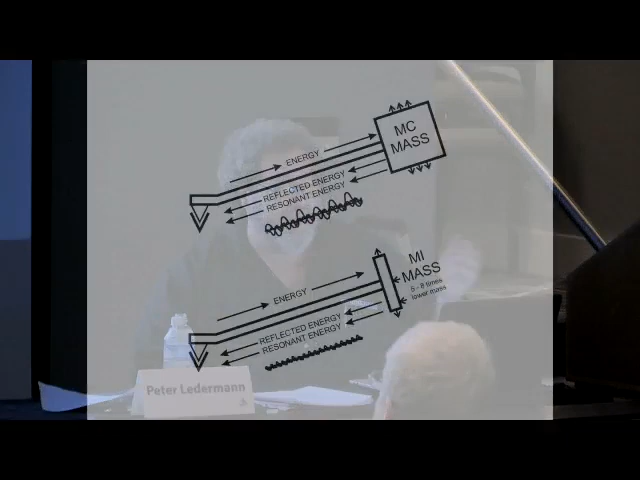 MC
MASS
ENERGY
REFLECTED ENERGY
RESONANT ENERGY
MI
MASS
5 - 8 times
lower mass
ENERGY
REFLECTED ENERGY
RESONANT ENERGY
Peter Ledermann